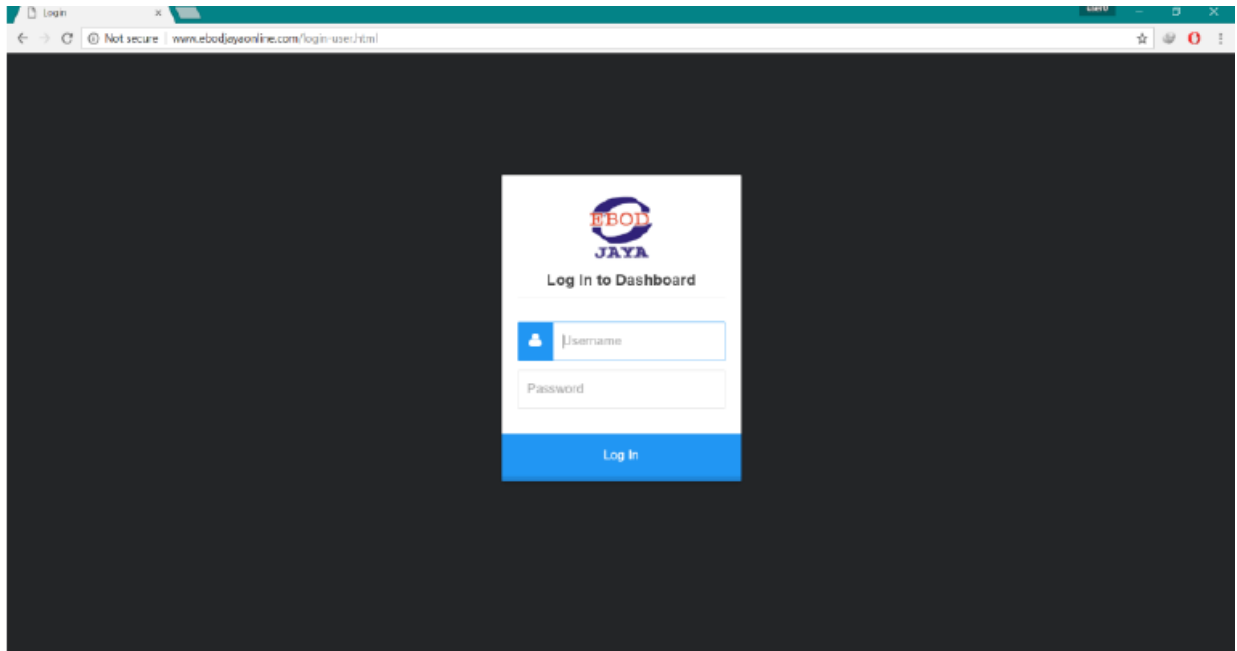 Login
Not secure www.ebodjayaonline.com/login-user.html
EBOD
JAYA
Log In to Dashboard
Username
Password
Log In